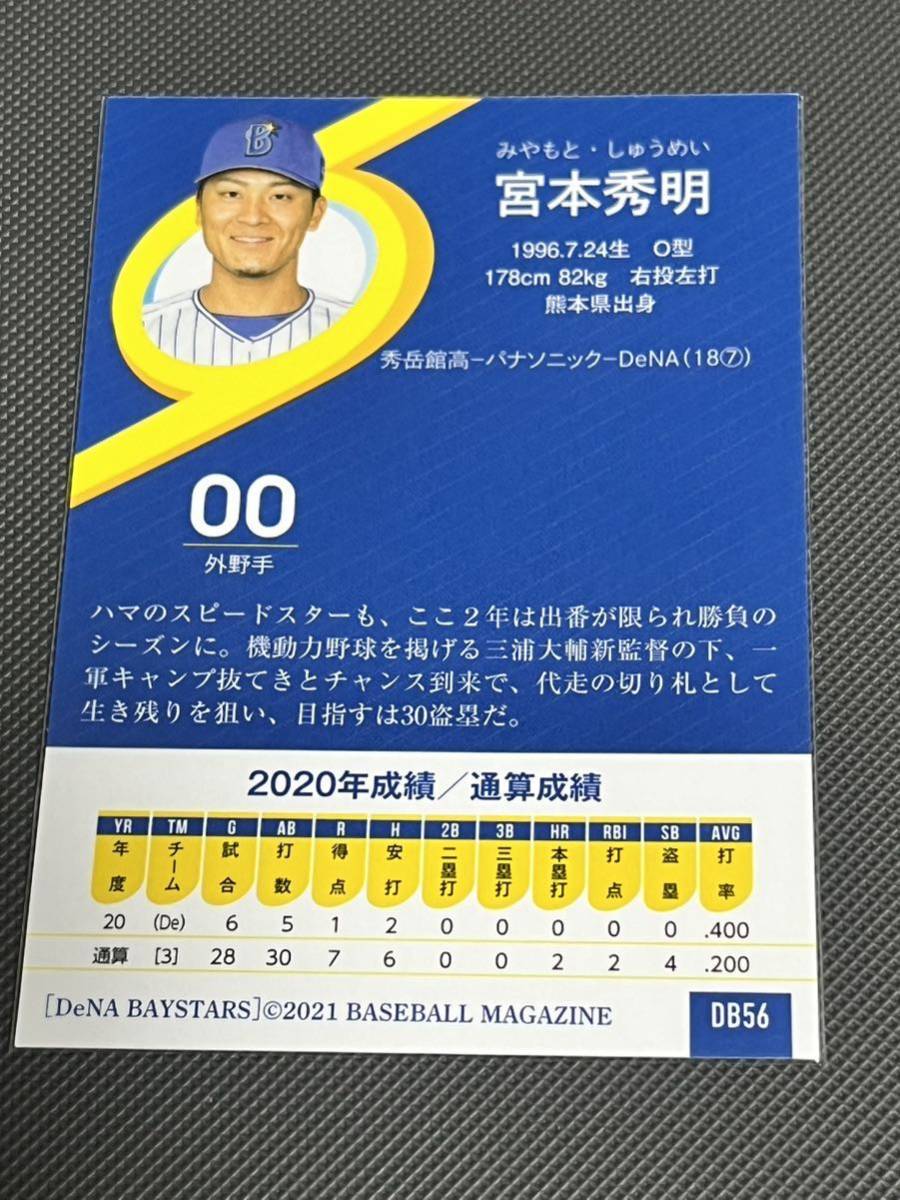 B
みやもと・しゅうめい
宮本秀明
1996.7.24生 O型
178cm 82kg 右投左打
熊本県出身
秀岳館高−パナソニック−DeNA(18⑦)
00
外野手
ハマのスピードスターも、ここ２年は出番が限られ勝負の
シーズンに。機動力野球を掲げる三浦大輔新監督の下、一
軍キャンプ抜てきとチャンス到来で、代走の切り札として
生き残りを狙い、目指すは30盗塁だ。
2020年成績／通算成績
YR TM G AB R H 2B 3B HR RBI SB AVG
年度 チーム 試合 打数 得点 安打 二塁打 三塁打 本塁打 打点 盗塁 打率
20 (De) 6 5 1 2 0 0 0 0 0 .400
通算 [3] 28 30 7 6 0 0 2 2 4 .200
[DeNA BAYSTARS]©2021 BASEBALL MAGAZINE
DB56